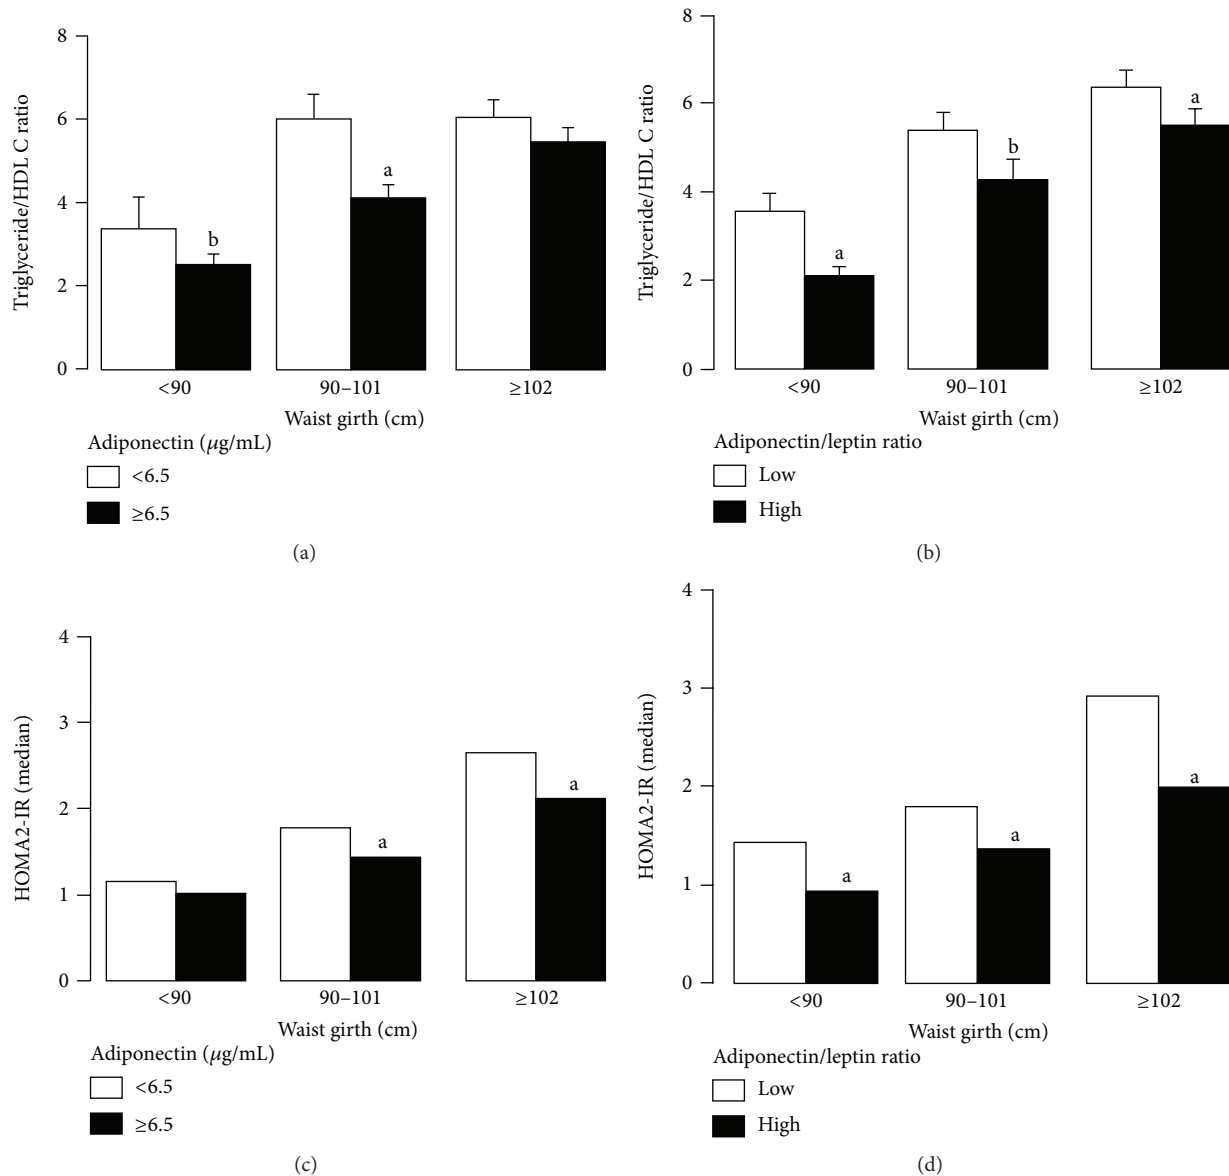 Triglyceride/HDL C ratio
8
6
4
2
0
a
b
<90 90–101 ≥102
Waist girth (cm)
Adiponectin (µg/mL)
<6.5
≥6.5
(a)
Triglyceride/HDL C ratio
8
6
4
2
0
a
b
a
<90 90–101 ≥102
Waist girth (cm)
Adiponectin/leptin ratio
Low
High
(b)
HOMA2-IR (median)
4
3
2
1
0
a
a
<90 90–101 ≥102
Waist girth (cm)
Adiponectin (µg/mL)
<6.5
≥6.5
(c)
HOMA2-IR (median)
4
3
2
1
0
a
a
a
<90 90–101 ≥102
Waist girth (cm)
Adiponectin/leptin ratio
Low
High
(d)